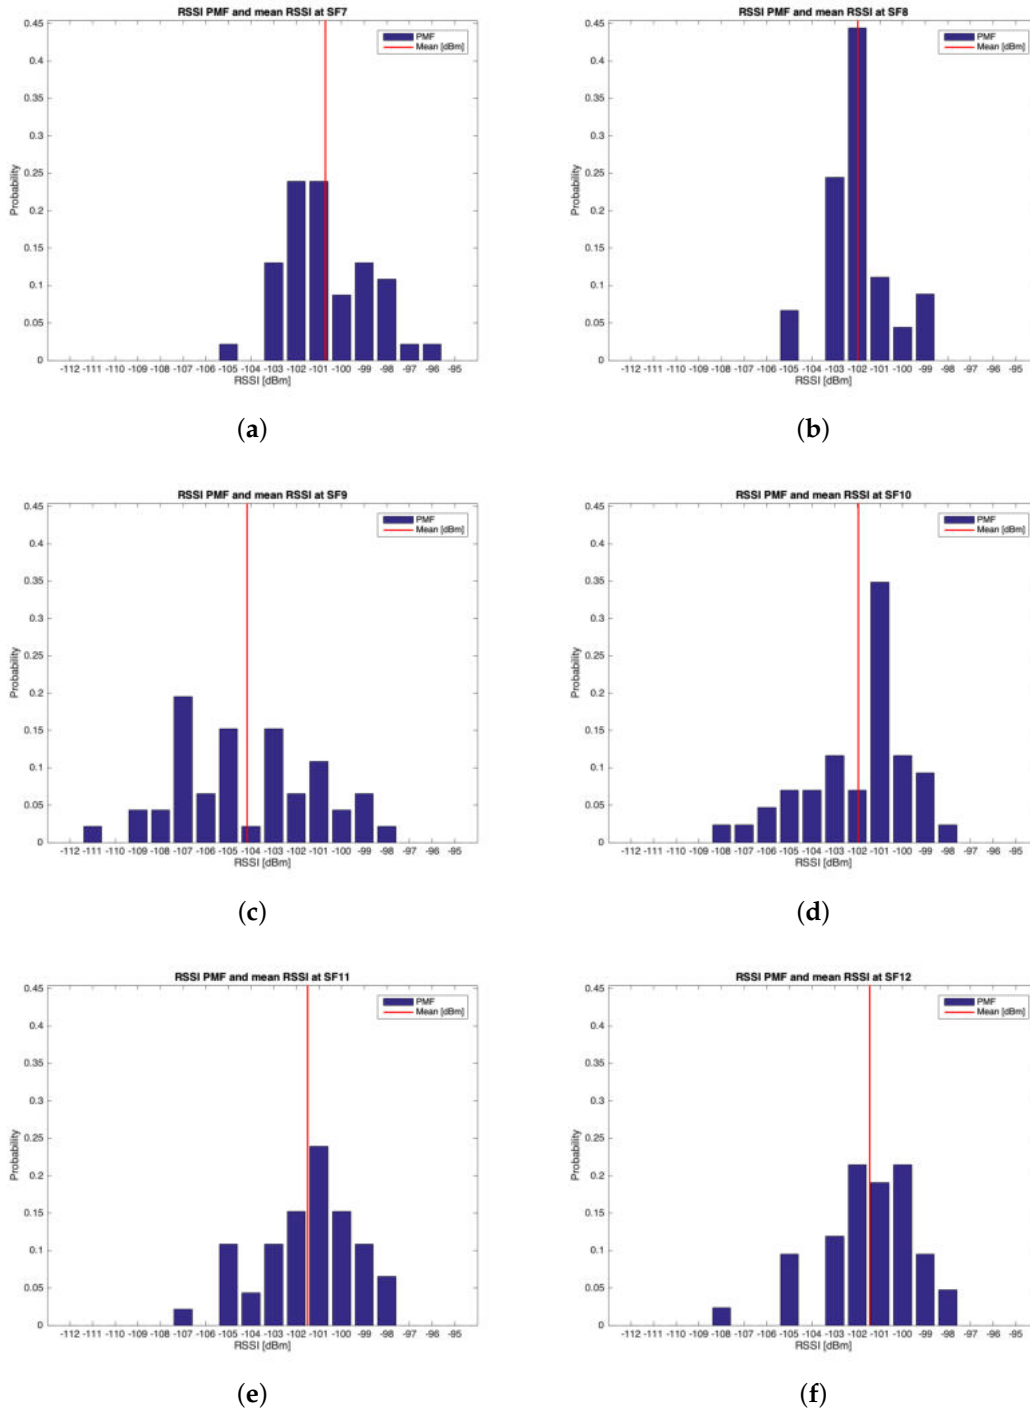 RSSI PMF and mean RSSI at SF7
0.45
0.4
0.35
0.3
0.25
0.2
0.15
0.1
0.05
0
Probability
PMF
Mean [dBm]
-112 -111 -110 -109 -108 -107 -106 -105 -104 -103 -102 -101 -100 -99 -98 -97 -96 -95
RSSI [dBm]
(a)
RSSI PMF and mean RSSI at SF8
0.45
0.4
0.35
0.3
0.25
0.2
0.15
0.1
0.05
0
Probability
PMF
Mean [dBm]
-112 -111 -110 -109 -108 -107 -106 -105 -104 -103 -102 -101 -100 -99 -98 -97 -96 -95
RSSI [dBm]
(b)
RSSI PMF and mean RSSI at SF9
0.45
0.4
0.35
0.3
0.25
0.2
0.15
0.1
0.05
0
Probability
PMF
Mean [dBm]
-112 -111 -110 -109 -108 -107 -106 -105 -104 -103 -102 -101 -100 -99 -98 -97 -96 -95
RSSI [dBm]
(c)
RSSI PMF and mean RSSI at SF10
0.45
0.4
0.35
0.3
0.25
0.2
0.15
0.1
0.05
0
Probability
PMF
Mean [dBm]
-112 -111 -110 -109 -108 -107 -106 -105 -104 -103 -102 -101 -100 -99 -98 -97 -96 -95
RSSI [dBm]
(d)
RSSI PMF and mean RSSI at SF11
0.45
0.4
0.35
0.3
0.25
0.2
0.15
0.1
0.05
0
Probability
PMF
Mean [dBm]
-112 -111 -110 -109 -108 -107 -106 -105 -104 -103 -102 -101 -100 -99 -98 -97 -96 -95
RSSI [dBm]
(e)
RSSI PMF and mean RSSI at SF12
0.45
0.4
0.35
0.3
0.25
0.2
0.15
0.1
0.05
0
Probability
PMF
Mean [dBm]
-112 -111 -110 -109 -108 -107 -106 -105 -104 -103 -102 -101 -100 -99 -98 -97 -96 -95
RSSI [dBm]
(f)